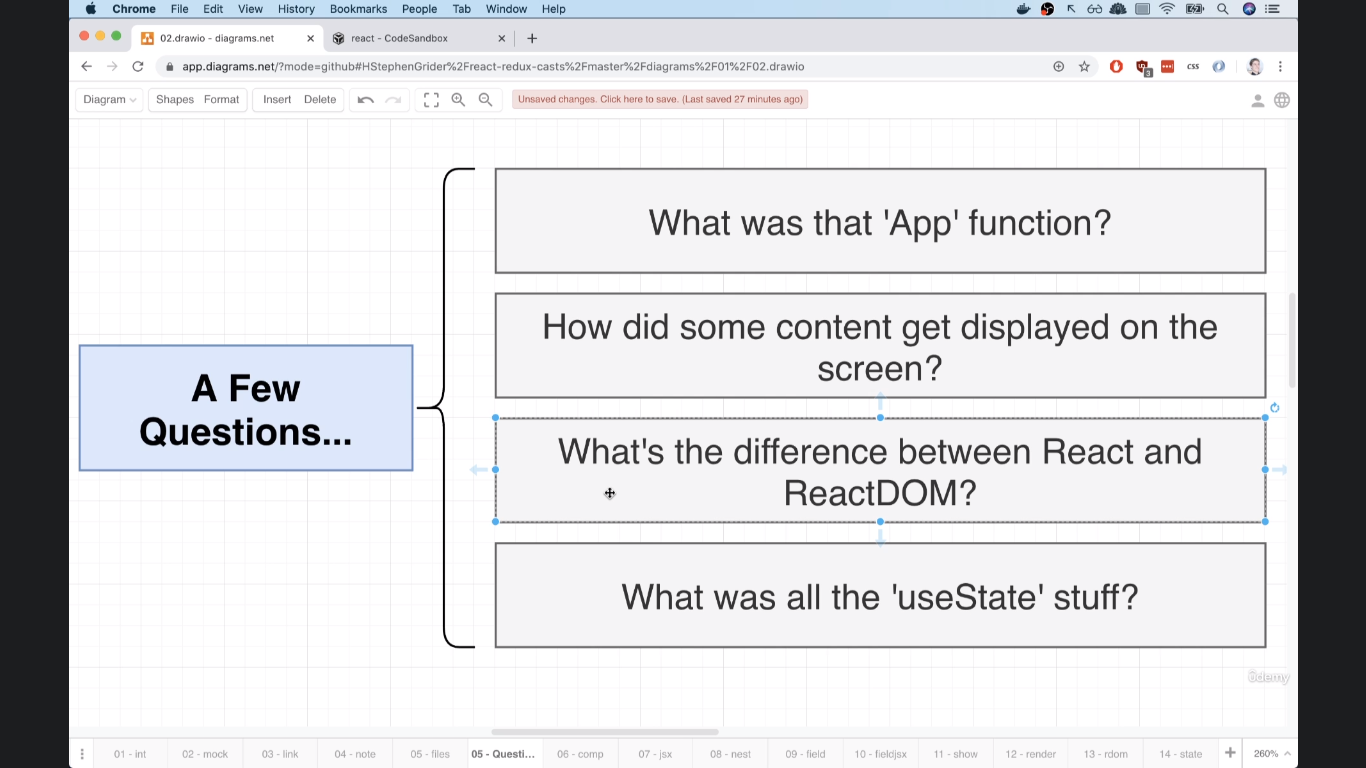 Chrome File Edit View History Bookmarks People Tab Window Help
02.drawio - diagrams.net
react - CodeSandbox
app.diagrams.net/?mode=github#HStephenGrider%2Freact-redux-casts%2Fmaster%2Fdiagrams%2F01%2F02.drawio
3
css
Diagram
Shapes Format
Insert Delete
Unsaved changes. Click here to save. (Last saved 27 minutes ago)
What was that 'App' function?
How did some content get displayed on the
screen?
A Few
Questions...
What's the difference between React and
ReactDOM?
What was all the 'useState' stuff?
ûdemy
01 - int
02 - mock
03 - link
04 - note
05 - files
05 - Questi...
06 - comp
07 - jsx
08 - nest
09 - field
10 - fieldjsx
11 - show
12 - render
13 - rdom
14 - state
260%